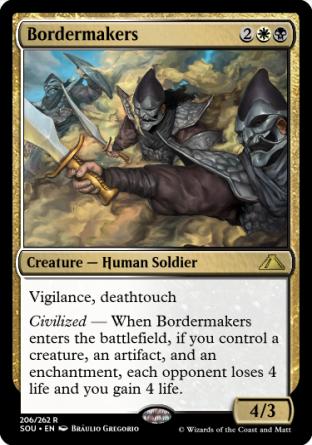 Bordermakers 2
Creature — Human Soldier
Vigilance, deathtouch
Civilized — When Bordermakers
enters the battlefield, if you control
a creature, an artifact, and an
enchantment, each opponent loses 4
life and you gain 4 life.
4/3
206/262 R
SOU • EN BRÁULIO GREGORIO © Wizards of the Coast and Matt